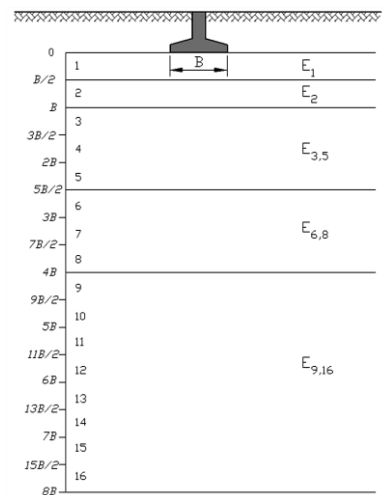 0
1 B E₁
B/2
2 E₂
B
3
3B/2
4 E₃,₅
2B
5
5B/2
6
3B
7 E₆,₈
7B/2
8
4B
9
9B/2
10
5B
11
11B/2
12 E₉,₁₆
6B
13
13B/2
14
7B
15
15B/2
16
8B